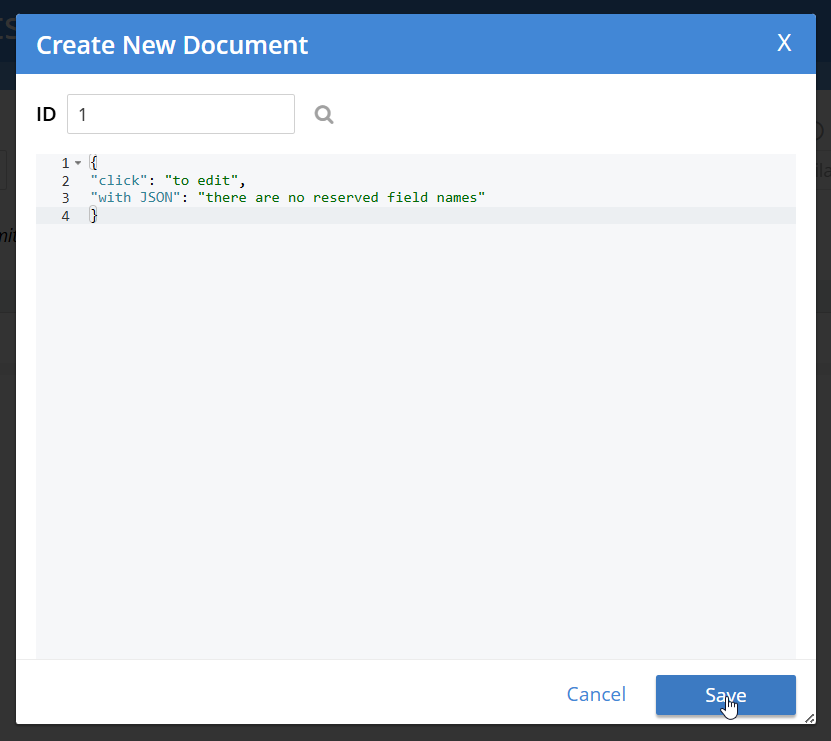 Create New Document X
ID 1
1 {
2 "click": "to edit",
3 "with JSON": "there are no reserved field names"
4 }
Cancel Save